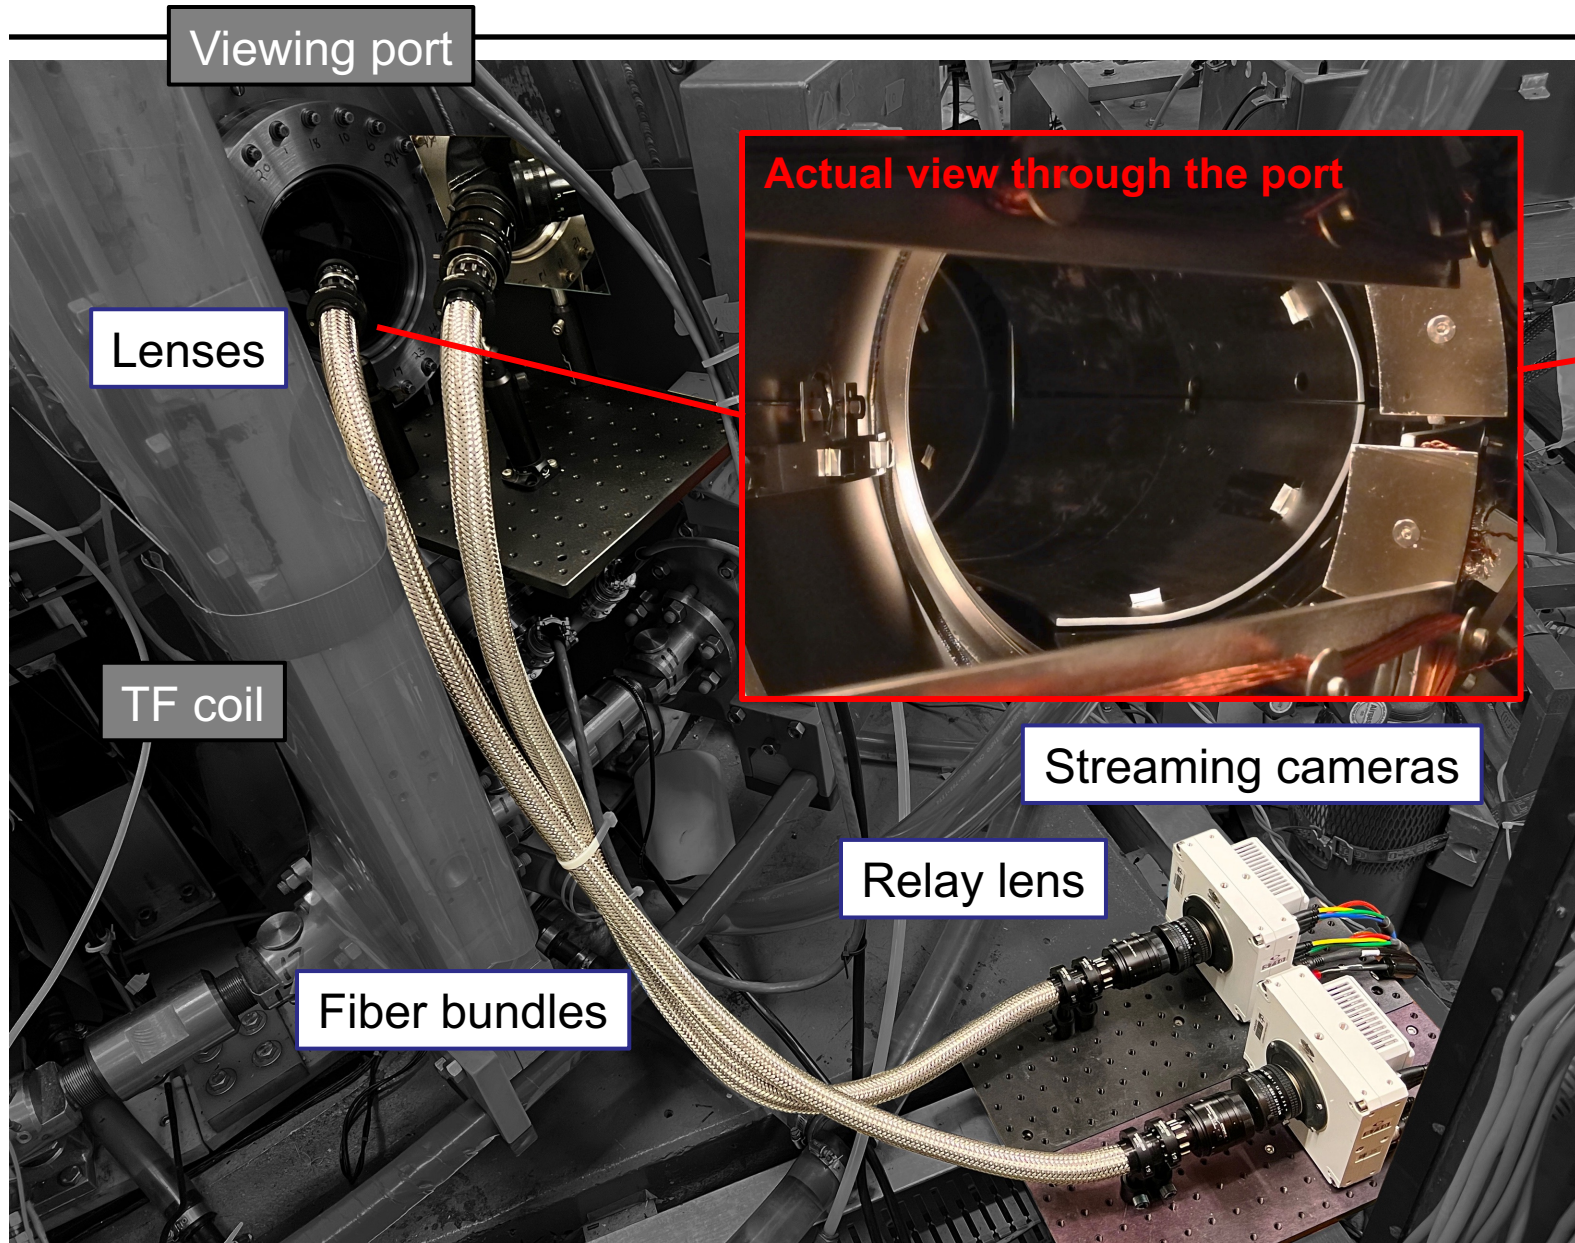 Viewing port
Actual view through the port
Lenses
TF coil
Streaming cameras
Relay lens
Fiber bundles